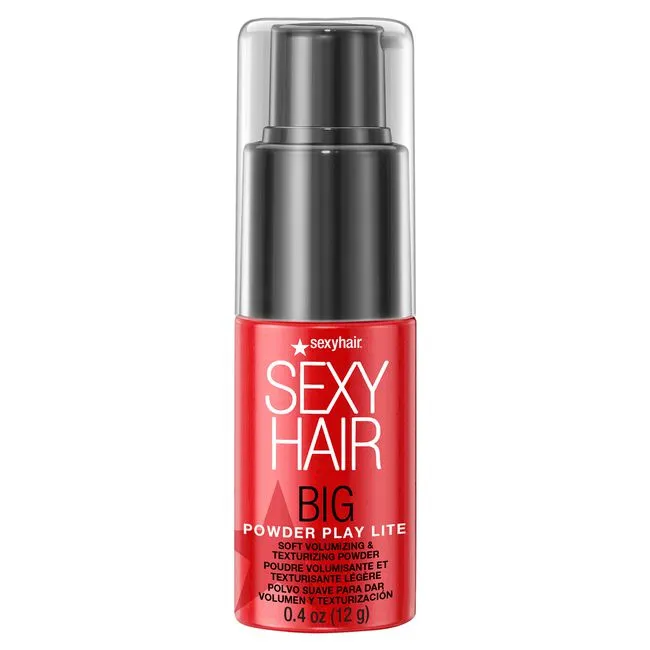 sexyhair.
SEXY
HAIR
BIG
POWDER PLAY LITE
SOFT VOLUMIZING &
TEXTURIZING POWDER
POUDRE VOLUMISANTE ET
TEXTURISANTE LÉGÈRE
POLVO SUAVE PARA DAR
VOLUMEN Y TEXTURIZACIÓN
0.4 oz (12 g)